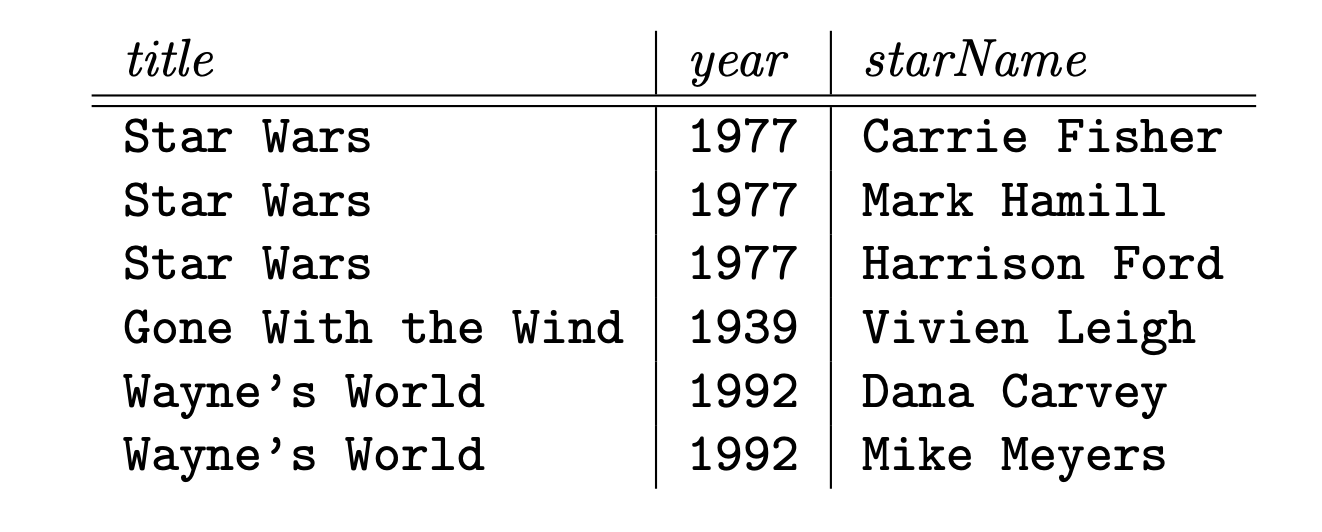 title year starName
Star Wars 1977 Carrie Fisher
Star Wars 1977 Mark Hamill
Star Wars 1977 Harrison Ford
Gone With the Wind 1939 Vivien Leigh
Wayne's World 1992 Dana Carvey
Wayne's World 1992 Mike Meyers